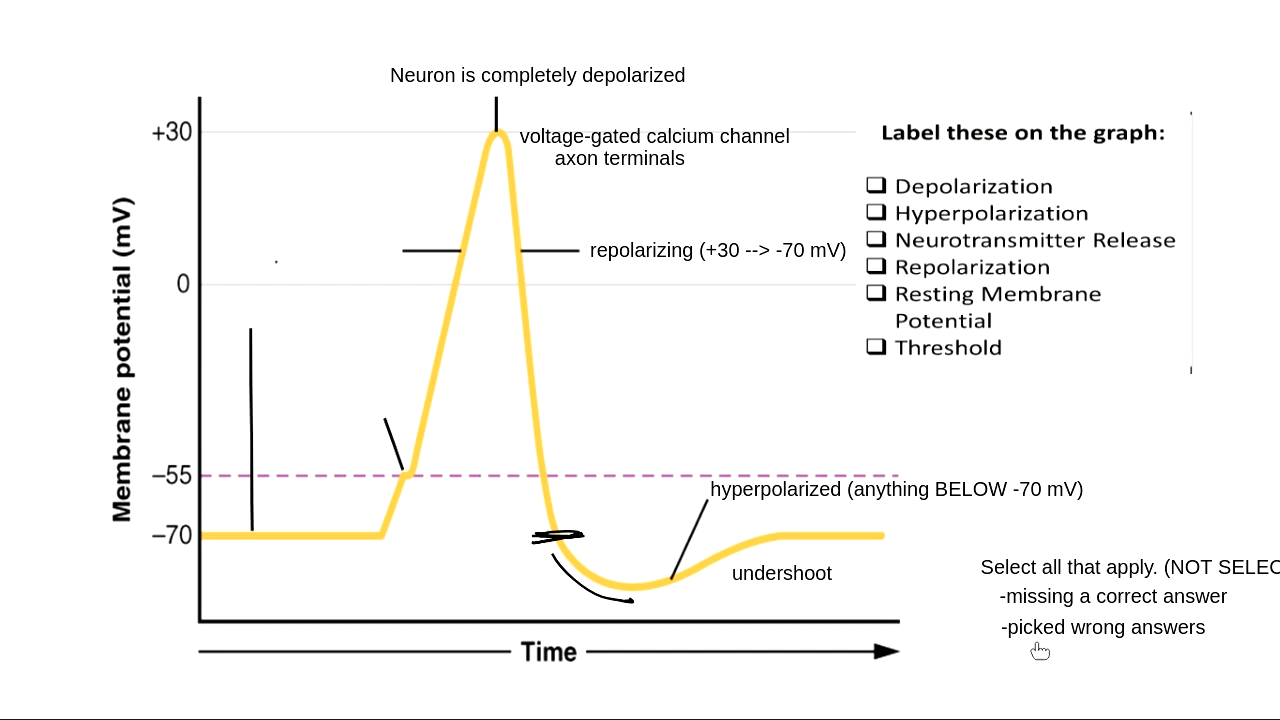 Neuron is completely depolarized
+30
voltage-gated calcium channel
axon terminals
Label these on the graph:
Depolarization
Hyperpolarization
Neurotransmitter Release
Repolarization
Resting Membrane
Potential
Threshold
repolarizing (+30 --> -70 mV)
0
Membrane potential (mV)
–55
hyperpolarized (anything BELOW -70 mV)
–70
undershoot
Select all that apply. (NOT SELEC
-missing a correct answer
-picked wrong answers
Time